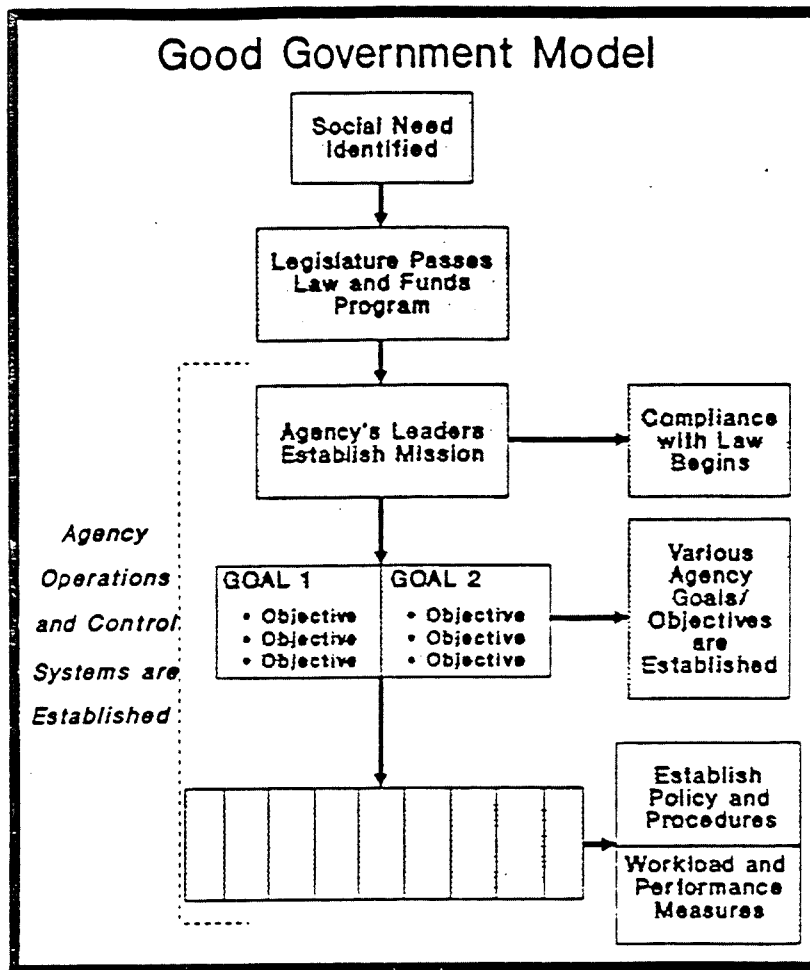 Good Government Model
Social Need
Identified
Legislature Passes
Law and Funds
Program
Agency's Leaders
Establish Mission
Compliance
with Law
Begins
Agency
Operations
and Control
Systems are
Established
GOAL 1
• Objective
• Objective
• Objective
GOAL 2
• Objective
• Objective
• Objective
Various
Agency
Goals/
Objectives
are
Established
Establish
Policy and
Procedures
Workload and
Performance
Measures